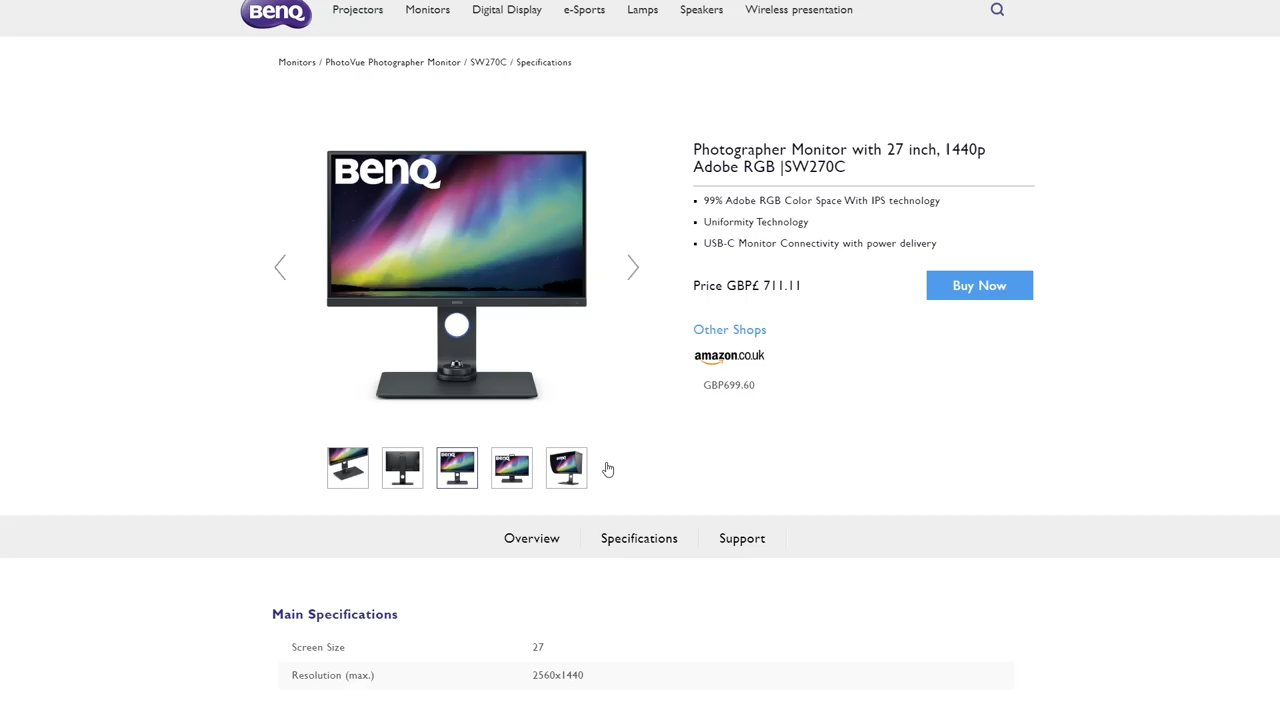 BenQ
Projectors
Monitors
Digital Display
e-Sports
Lamps
Speakers
Wireless presentation
Monitors / PhotoVue Photographer Monitor / SW270C / Specifications
BenQ
Photographer Monitor with 27 inch, 1440p
Adobe RGB |SW270C
99% Adobe RGB Color Space With IPS technology
Uniformity Technology
USB-C Monitor Connectivity with power delivery
Price GBP£ 711.11
Buy Now
Other Shops
amazon.co.uk
GBP699.60
Overview
Specifications
Support
Main Specifications
Screen Size 27
Resolution (max.) 2560x1440